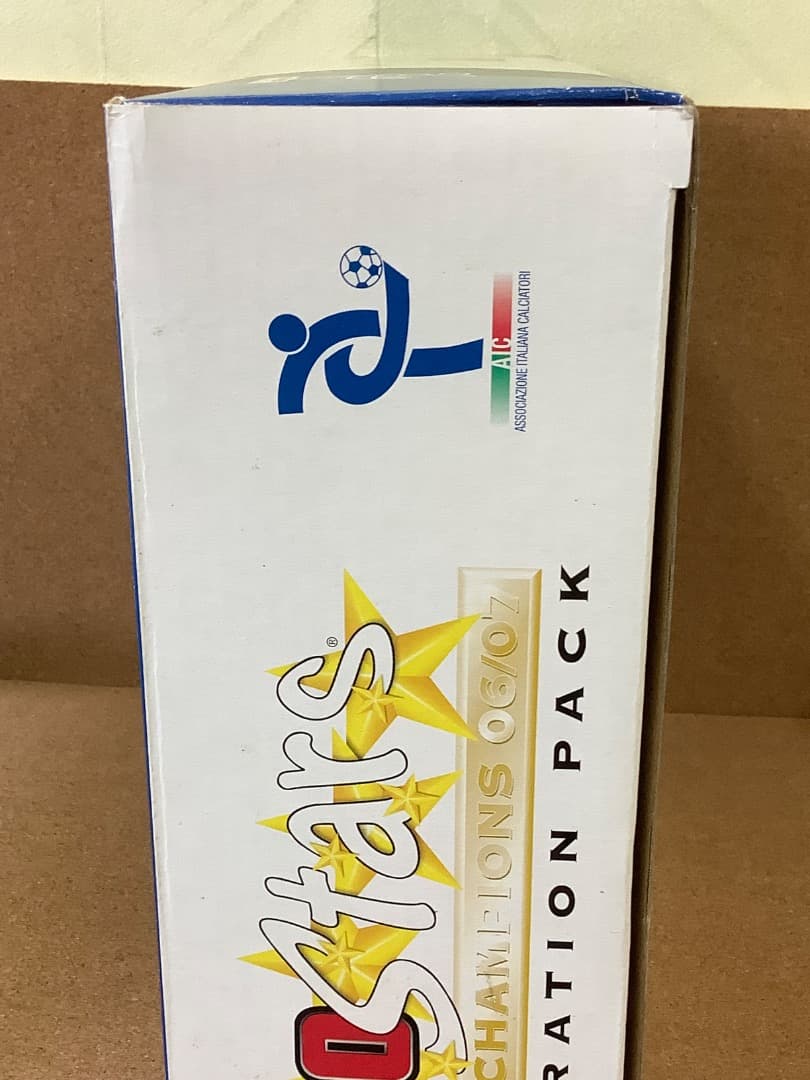 AIC
ASSOCIAZIONE ITALIANA CALCIATORI
O Stars®
CHAMPIONS 06/07
RATION PACK